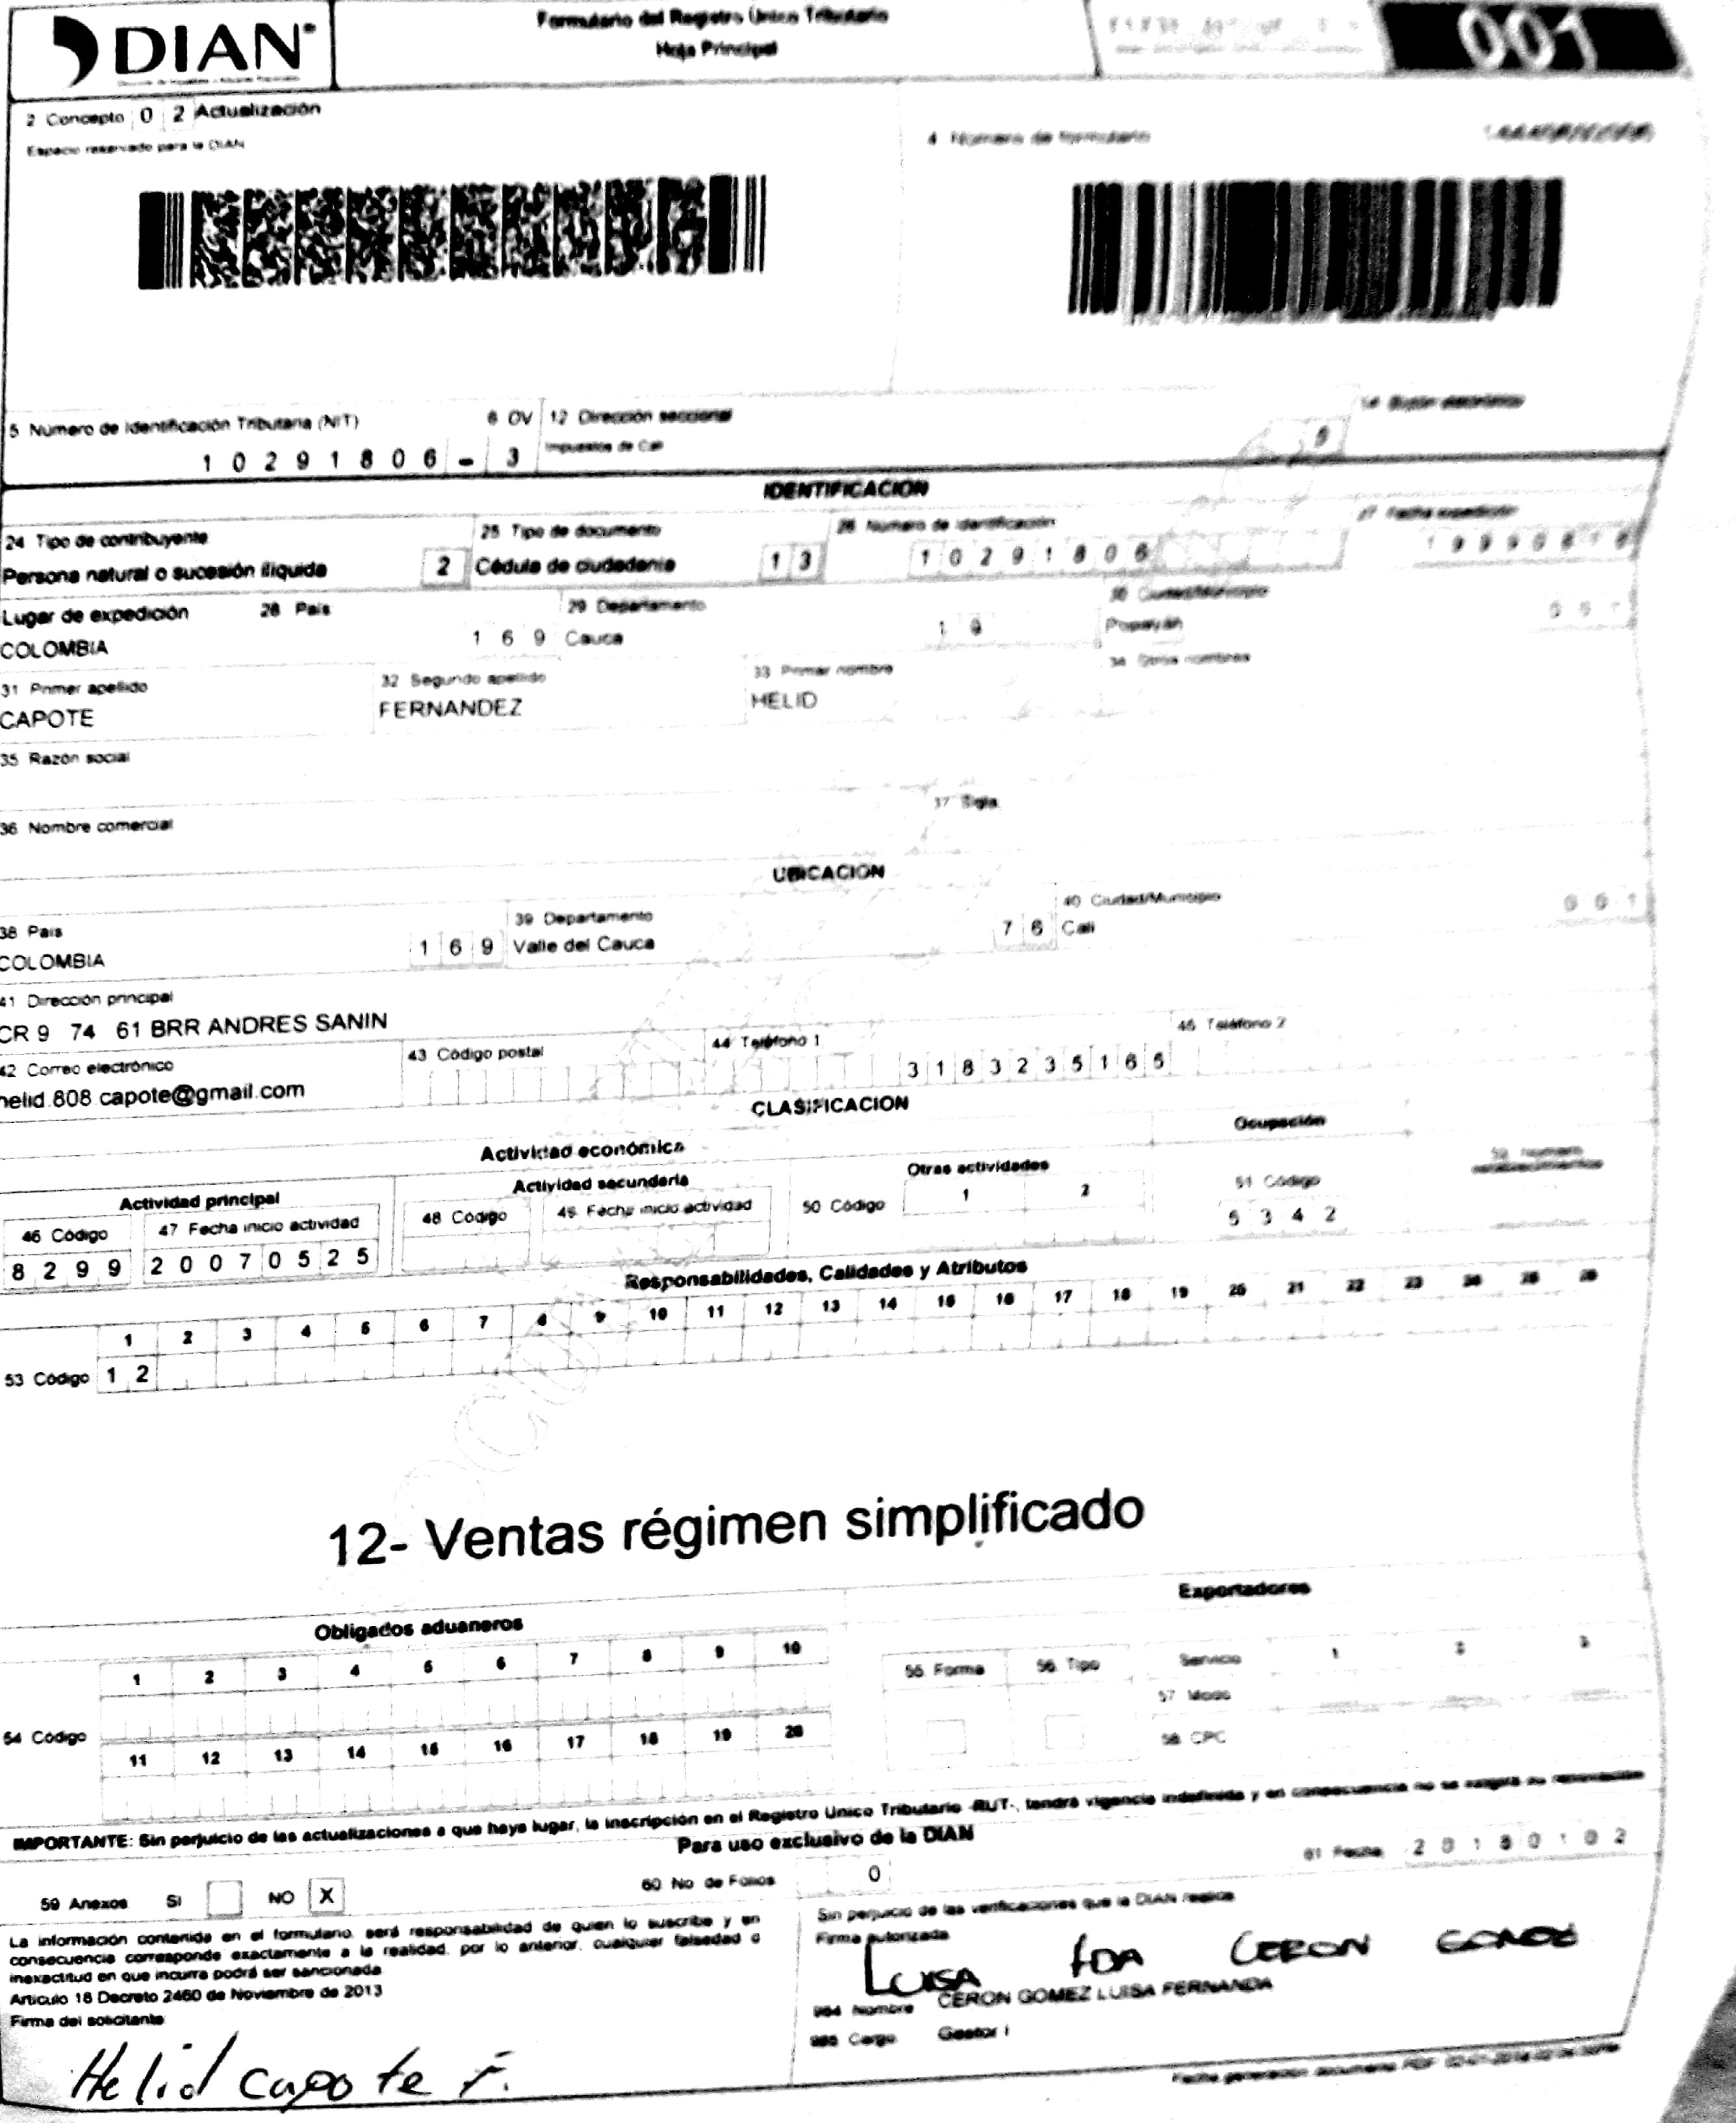 DIAN
Formulario del Registro Único Tributario
Hoja Principal
001
2 Concepto 0 2 Actualización
Espacio reservado para la DIAN
4 Número de formulario
5 Número de Identificación Tributaria (NIT) 6 DV 12 Dirección seccional 14 Buzón electrónico
1 0 2 9 1 8 0 6 - 3 Impuestos de Cali
IDENTIFICACION
24 Tipo de contribuyente 25 Tipo de documento 26 Número de identificación 27 Fecha expedición
Persona natural o sucesión ilíquida 2 Cédula de ciudadanía 1 3 1 0 2 9 1 8 0 6
Lugar de expedición 28 País 29 Departamento 30 Ciudad/Municipio
COLOMBIA 1 6 9 Cauca 1 9 Popayán
31 Primer apellido 32 Segundo apellido 33 Primer nombre 34 Otros nombres
CAPOTE FERNANDEZ HELID
35 Razón social
36 Nombre comercial 37 Sigla
UBICACION
38 País 39 Departamento 40 Ciudad/Municipio
COLOMBIA 1 6 9 Valle del Cauca 7 6 Cali 0 0 1
41 Dirección principal
CR 9 74 61 BRR ANDRES SANIN
42 Correo electrónico 43 Código postal 44 Teléfono 1 45 Teléfono 2
helid.808.capote@gmail.com 3 1 8 3 2 3 5 1 6 5
CLASIFICACION
Actividad económica Ocupación
Actividad principal Actividad secundaria Otras actividades
46 Código 47 Fecha inicio actividad 48 Código 49 Fecha inicio actividad 50 Código 1 2 51 Código
8 2 9 9 2 0 0 7 0 5 2 5 5 3 4 2
Responsabilidades, Calidades y Atributos
1 2 3 4 5 6 7 8 9 10 11 12 13 14 15 16 17 18 19 20 21 22 23 24 25 26
53 Código 1 2
12- Ventas régimen simplificado
Obligados aduaneros Exportadores
1 2 3 4 5 6 7 8 9 10
55 Forma 56 Tipo Servicio 1 2 3
57 Modo
54 Código
58 CPC
11 12 13 14 15 16 17 18 19 20
IMPORTANTE: Sin perjuicio de las actualizaciones a que haya lugar, la inscripción en el Registro Único Tributario -RUT-, tendrá vigencia indefinida y en consecuencia no se exigirá su renovación
Para uso exclusivo de la DIAN
59 Anexos SI NO X 60 No. de Folios 0 61 Fecha 2 0 1 8 0 1 0 2
La información contenida en el formulario, será responsabilidad de quien lo suscribe y en
consecuencia corresponde exactamente a la realidad, por lo anterior, cualquier falsedad o
inexactitud en que incurra podrá ser sancionada
Artículo 18 Decreto 2460 de Noviembre de 2013
Firma del solicitante
Helid capote F.
Sin perjuicio de las verificaciones que la DIAN realice
Firma autorizada
LUISA FDA CERON GOMEZ
984 Nombre CERON GOMEZ LUISA FERNANDA
985 Cargo Gestor I
Fecha generación documento PDF